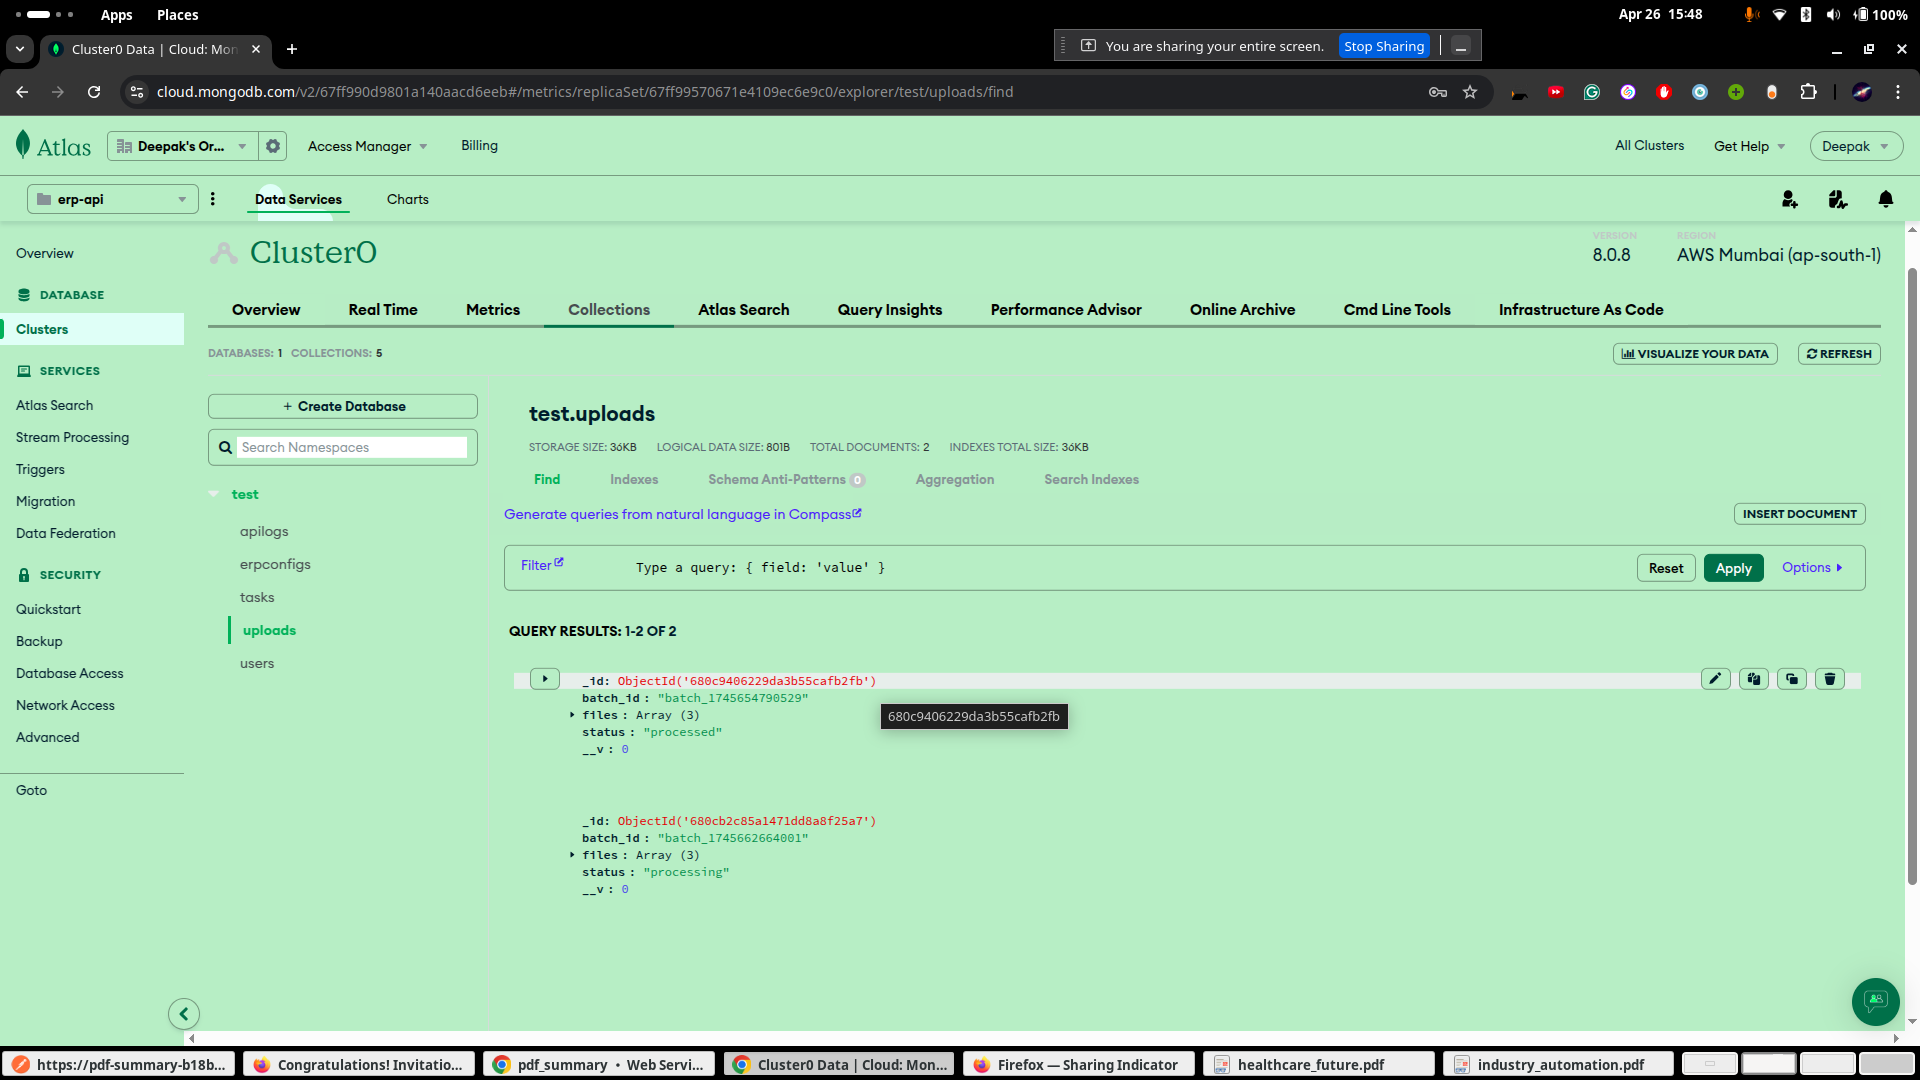 Apps Places Apr 26 15:48 100%
Cluster0 Data | Cloud: Mon
You are sharing your entire screen. Stop Sharing
cloud.mongodb.com/v2/67ff990d9801a140aacd6eeb#/metrics/replicaSet/67ff99570671e4109ec6e9c0/explorer/test/uploads/find
Atlas Deepak's Or... Access Manager Billing All Clusters Get Help Deepak
erp-api Data Services Charts
Overview
DATABASE
Clusters
SERVICES
Atlas Search
Stream Processing
Triggers
Migration
Data Federation
SECURITY
Quickstart
Backup
Database Access
Network Access
Advanced
Goto
Cluster0
VERSION
8.0.8
REGION
AWS Mumbai (ap-south-1)
Overview Real Time Metrics Collections Atlas Search Query Insights Performance Advisor Online Archive Cmd Line Tools Infrastructure As Code
DATABASES: 1 COLLECTIONS: 5 VISUALIZE YOUR DATA REFRESH
+ Create Database
Search Namespaces
test
apilogs
erpconfigs
tasks
uploads
users
test.uploads
STORAGE SIZE: 36KB LOGICAL DATA SIZE: 801B TOTAL DOCUMENTS: 2 INDEXES TOTAL SIZE: 36KB
Find Indexes Schema Anti-Patterns 0 Aggregation Search Indexes
Generate queries from natural language in Compass INSERT DOCUMENT
Filter Type a query: { field: 'value' } Reset Apply Options
QUERY RESULTS: 1-2 OF 2
_id: ObjectId('680c9406229da3b55cafb2fb')
batch_id : "batch_1745654790529"
files : Array (3)
680c9406229da3b55cafb2fb
status : "processed"
__v : 0
_id: ObjectId('680cb2c85a1471dd8a8f25a7')
batch_id : "batch_1745662664001"
files : Array (3)
status : "processing"
__v : 0
https://pdf-summary-b18b... Congratulations! Invitatio... pdf_summary • Web Servi... Cluster0 Data | Cloud: Mon... Firefox — Sharing Indicator healthcare_future.pdf industry_automation.pdf